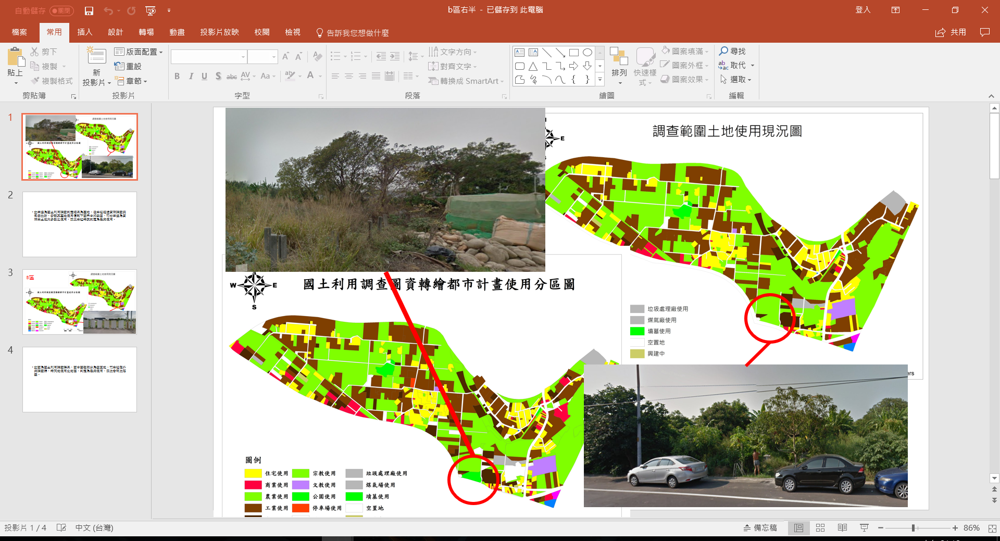 自動儲存 關閉
b區右半 - 已儲存到 此電腦
登入
檔案 常用 插入 設計 轉場 動畫 投影片放映 校閱 檢視 告訴我您想做什麼 共用
貼上
剪下
複製
複製格式
剪貼簿
新
投影片
版面配置
重設
章節
投影片
B I U S abc AV Aa A
字型
文字方向
對齊文字
轉換成 SmartArt
段落
排列
快速樣
式
圖案填滿
圖案外框
圖案效果
繪圖
尋找
取代
選取
編輯
1
2
3
4
B區
調查範圍土地使用現況圖
E
S
垃圾處理廠使用
煤氣廠使用
墳墓使用
空置地
興建中
ers
國土利用調查圖資轉繪都市計畫使用分區圖
W E
S
圖例
住宅使用 宗教使用 垃圾處理廠使用
商業使用 文教使用 煤氣場使用
農業使用 公園使用 墳墓使用
工業使用 停車場使用 空置地
投影片 1 / 4 中文 (台灣)
備忘稿 86%